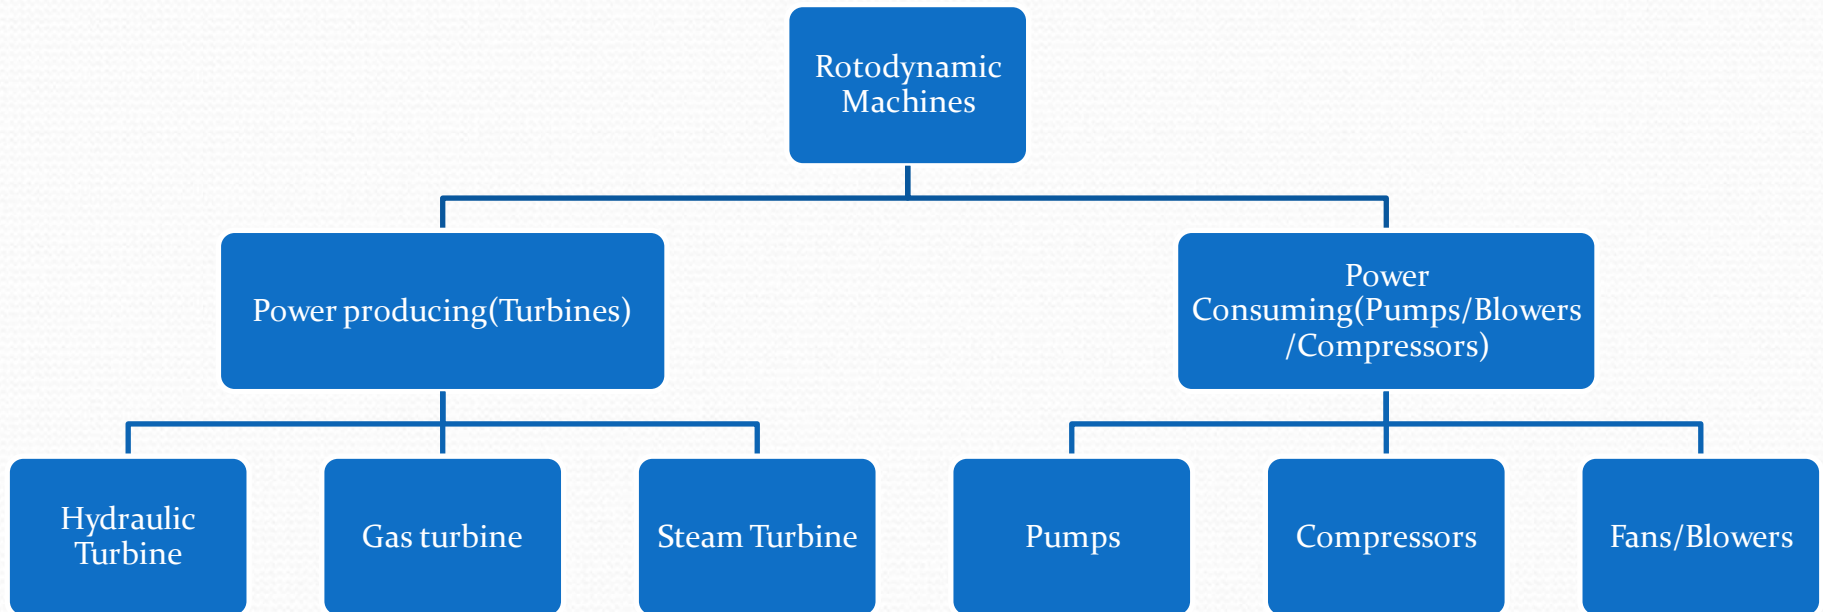 Rotodynamic
Machines
Power producing(Turbines)
Power
Consuming(Pumps/Blowers
/Compressors)
Hydraulic
Turbine
Gas turbine
Steam Turbine
Pumps
Compressors
Fans/Blowers